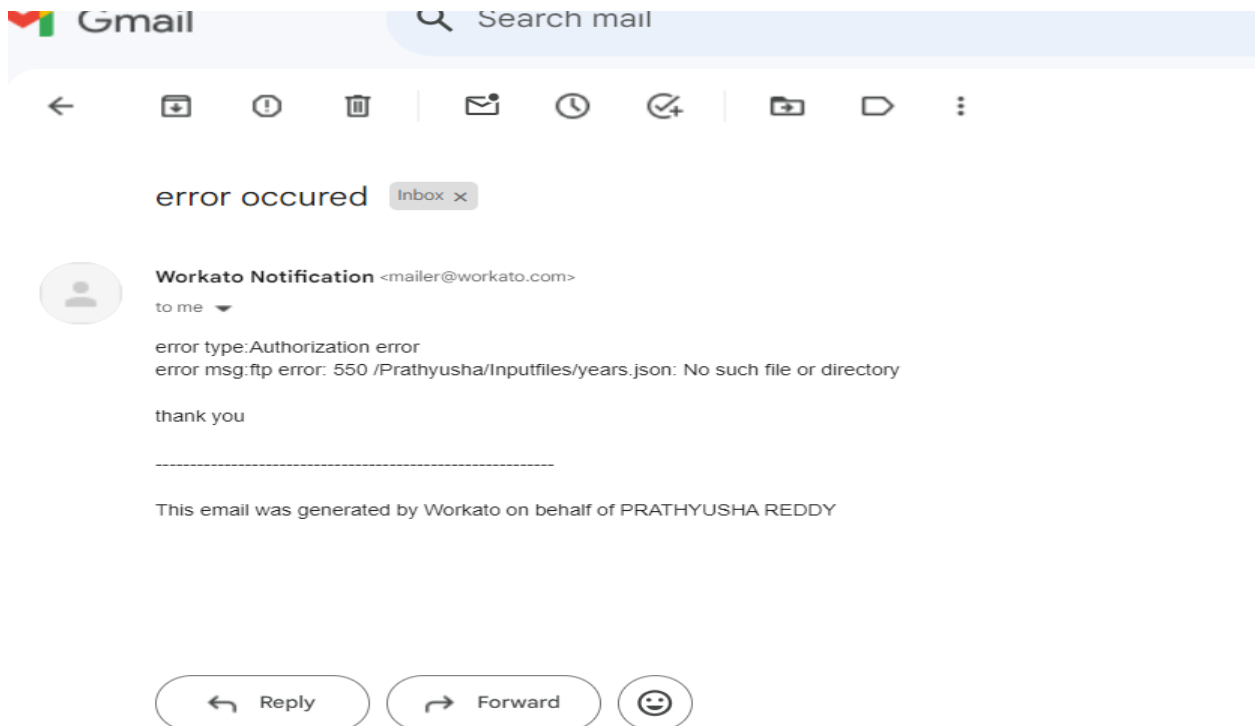 Gmail
Search mail
error occured Inbox x
Workato Notification <mailer@workato.com>
to me
error type:Authorization error
error msg:ftp error: 550 /Prathyusha/Inputfiles/years.json: No such file or directory
thank you
----------------------------------------------------------
This email was generated by Workato on behalf of PRATHYUSHA REDDY
Reply Forward